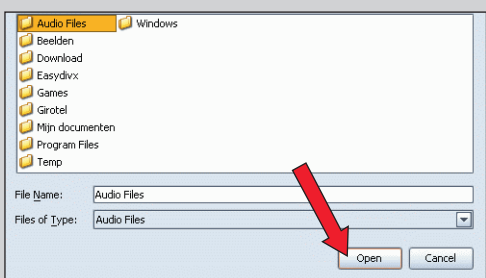 Audio Files Windows
Beelden
Download
Easydivx
Games
Girotel
Mijn documenten
Program Files
Temp
File Name: Audio Files
Files of Type: Audio Files
Open Cancel